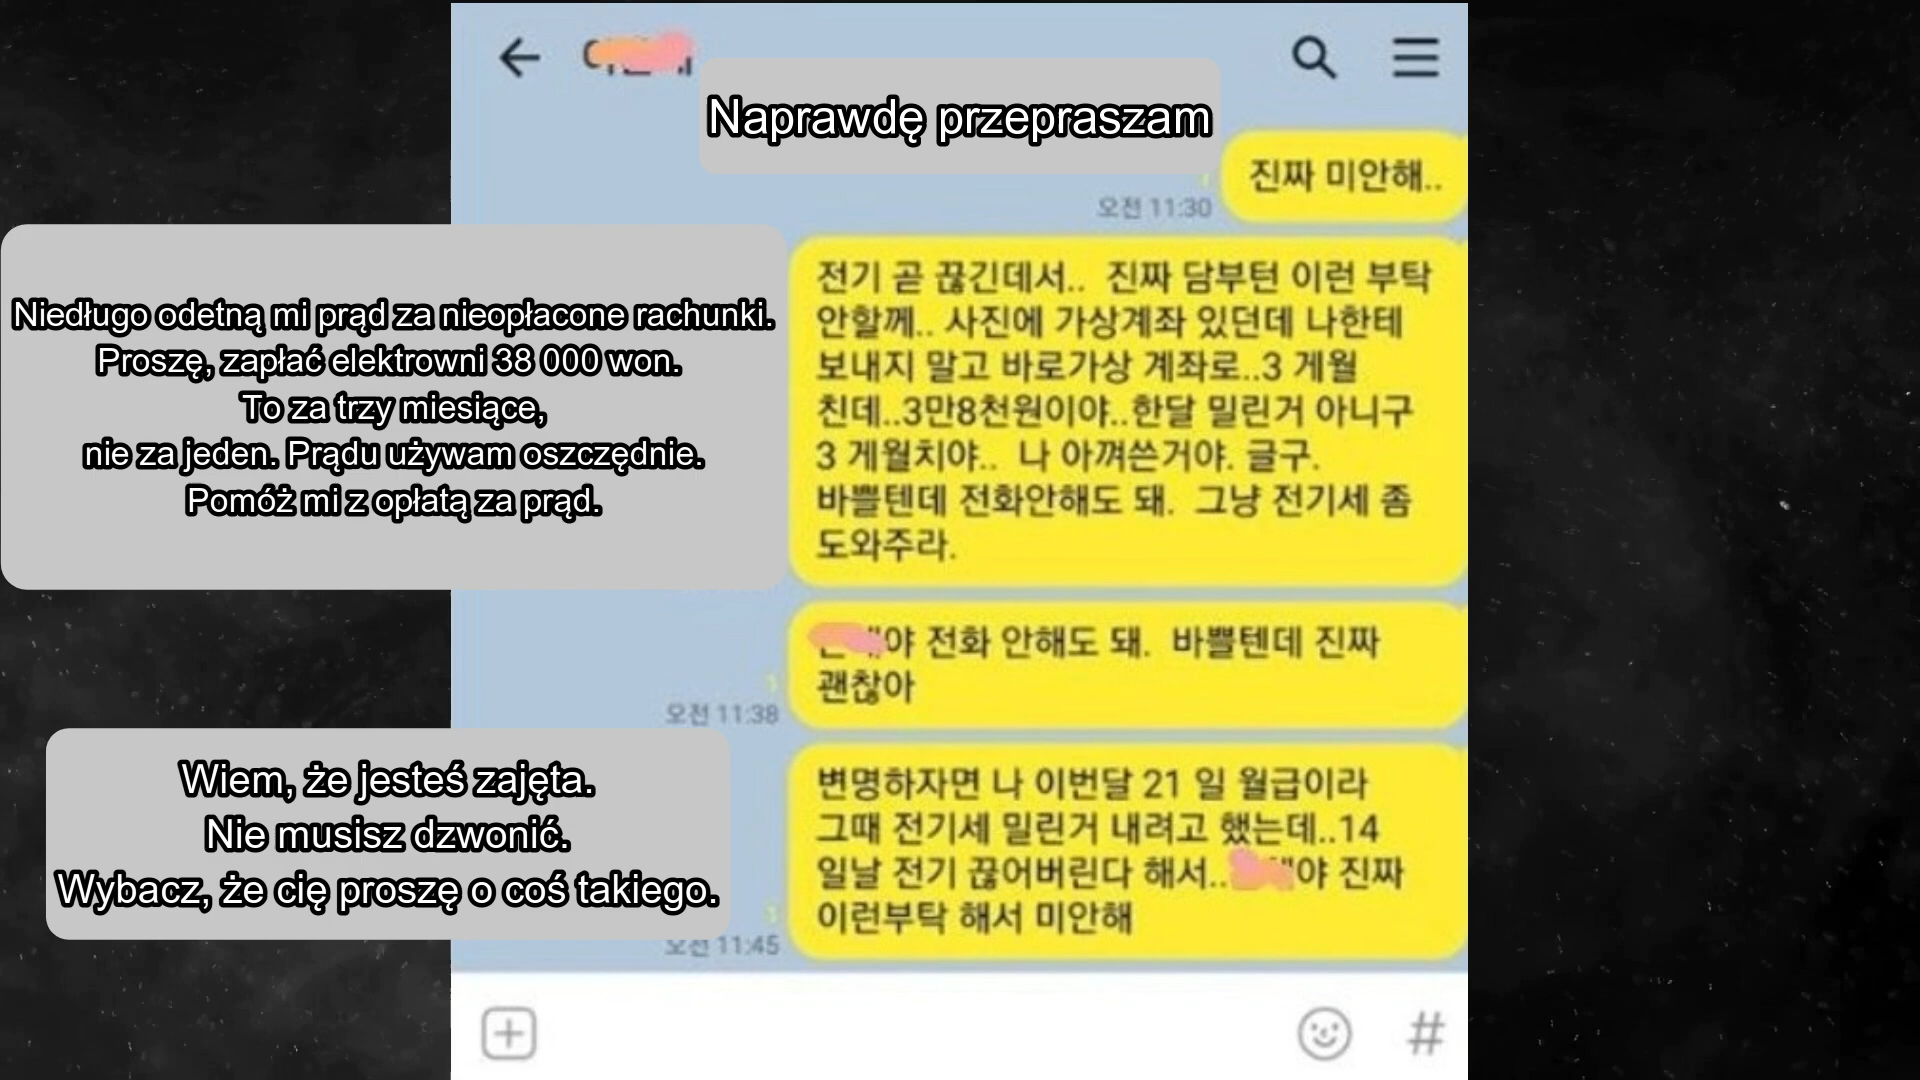 Naprawdę przepraszam
진짜 미안해..
오전 11:30
Niedługo odetną mi prąd za nieopłacone rachunki.
Proszę, zapłać elektrowni 38 000 won.
To za trzy miesiące,
nie za jeden. Prądu używam oszczędnie.
Pomóż mi z opłatą za prąd.
전기 곧 끊긴데서.. 진짜 담부턴 이런 부탁
안할께.. 사진에 가상계좌 있던데 나한테
보내지 말고 바로가상 계좌로..3 게월
친데..3만8천원이야..한달 밀린거 아니구
3 게월치야.. 나 아껴쓴거야. 글구.
바쁠텐데 전화안해도 돼. 그냥 전기세 좀
도와주라.
야 전화 안해도 돼. 바쁠텐데 진짜
괜찮아
1
오전 11:38
Wiem, że jesteś zajęta.
Nie musisz dzwonić.
Wybacz, że cię proszę o coś takiego.
변명하자면 나 이번달 21 일 월급이라
그때 전기세 밀린거 내려고 했는데..14
일날 전기 끊어버린다 해서.. 야 진짜
이런부탁 해서 미안해
1
오전 11:45